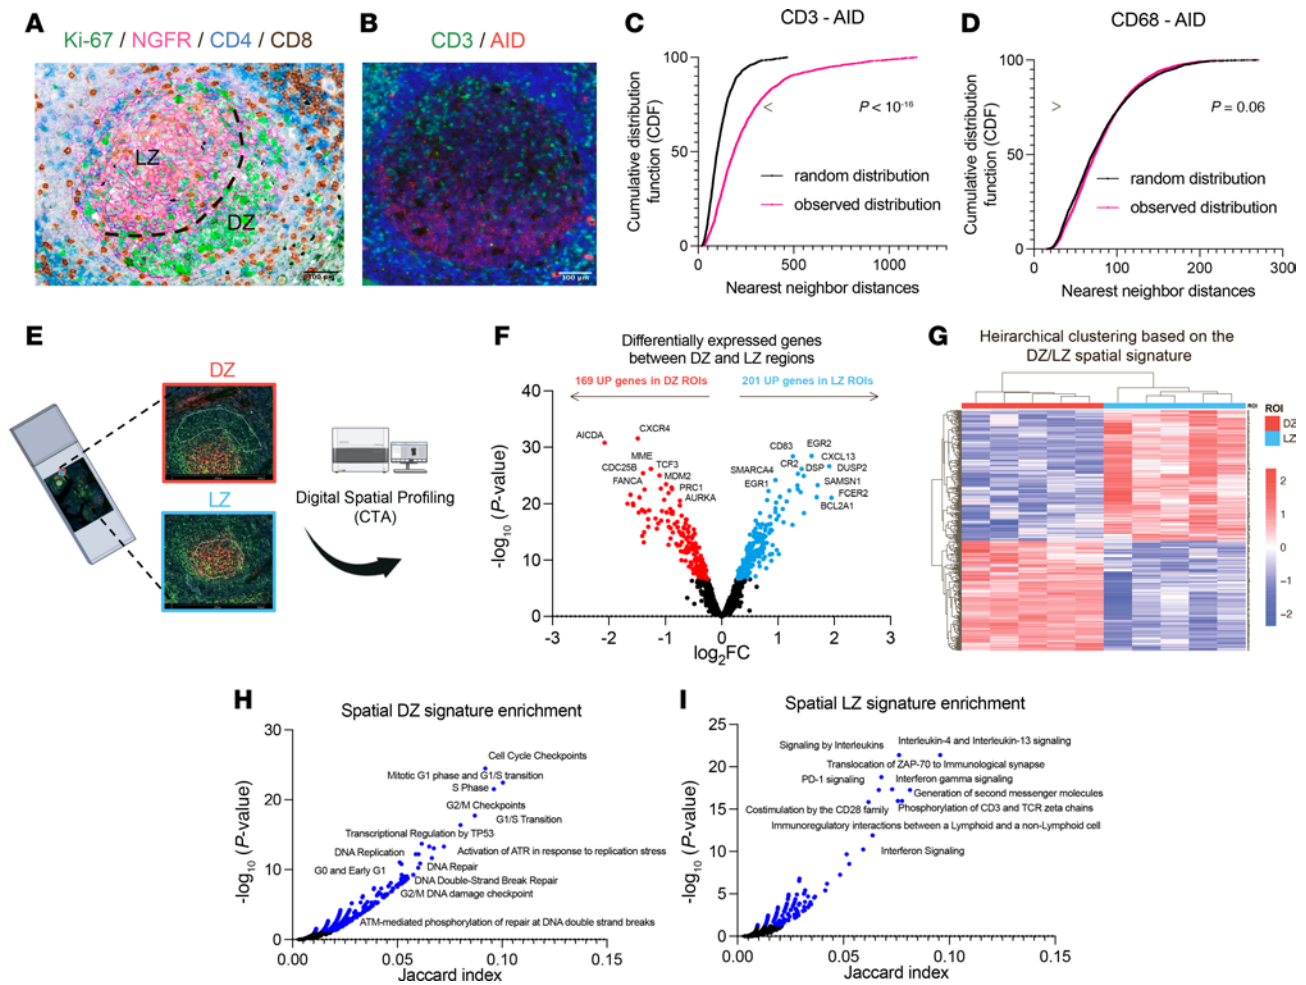 A
Ki-67 / NGFR / CD4 / CD8
LZ
DZ
100 μm
B
CD3 / AID
100 μm
C
CD3 - AID
Cumulative distribution
function (CDF)
100
50
0
<
P < 10⁻¹⁶
random distribution
observed distribution
0
500
1000
Nearest neighbor distances
D
CD68 - AID
Cumulative distribution
function (CDF)
100
50
0
>
P = 0.06
random distribution
observed distribution
0
100
200
300
Nearest neighbor distances
E
DZ
LZ
Digital Spatial Profiling
(CTA)
F
Differentially expressed genes
between DZ and LZ regions
169 UP genes in DZ ROIs
201 UP genes in LZ ROIs
-log₁₀ (P-value)
40
30
20
10
0
AICDA
CXCR4
MME
CDC25B
TCF3
FANCA
MDM2
PRC1
AURKA
CD83
EGR2
CXCL13
CR2
DSP
DUSP2
SMARCA4
SAMSN1
EGR1
FCER2
BCL2A1
-3
-2
-1
0
1
2
3
log₂FC
G
Heirarchical clustering based on the
DZ/LZ spatial signature
ROI
ROI
DZ
LZ
2
1
0
-1
-2
H
Spatial DZ signature enrichment
-log₁₀ (P-value)
30
20
10
0
Cell Cycle Checkpoints
Mitotic G1 phase and G1/S transition
S Phase
G2/M Checkpoints
G1/S Transition
Transcriptional Regulation by TP53
DNA Replication
Activation of ATR in response to replication stress
G0 and Early G1
DNA Repair
DNA Double-Strand Break Repair
G2/M DNA damage checkpoint
ATM-mediated phosphorylation of repair at DNA double strand breaks
0.00
0.05
0.10
0.15
Jaccard index
I
Spatial LZ signature enrichment
-log₁₀ (P-value)
25
20
15
10
5
0
Signaling by Interleukins
Interleukin-4 and Interleukin-13 signaling
Translocation of ZAP-70 to Immunological synapse
PD-1 signaling
Interferon gamma signaling
Generation of second messenger molecules
Costimulation by the CD28 family
Phosphorylation of CD3 and TCR zeta chains
Immunoregulatory interactions between a Lymphoid and a non-Lymphoid cell
Interferon Signaling
0.00
0.05
0.10
0.15
Jaccard index